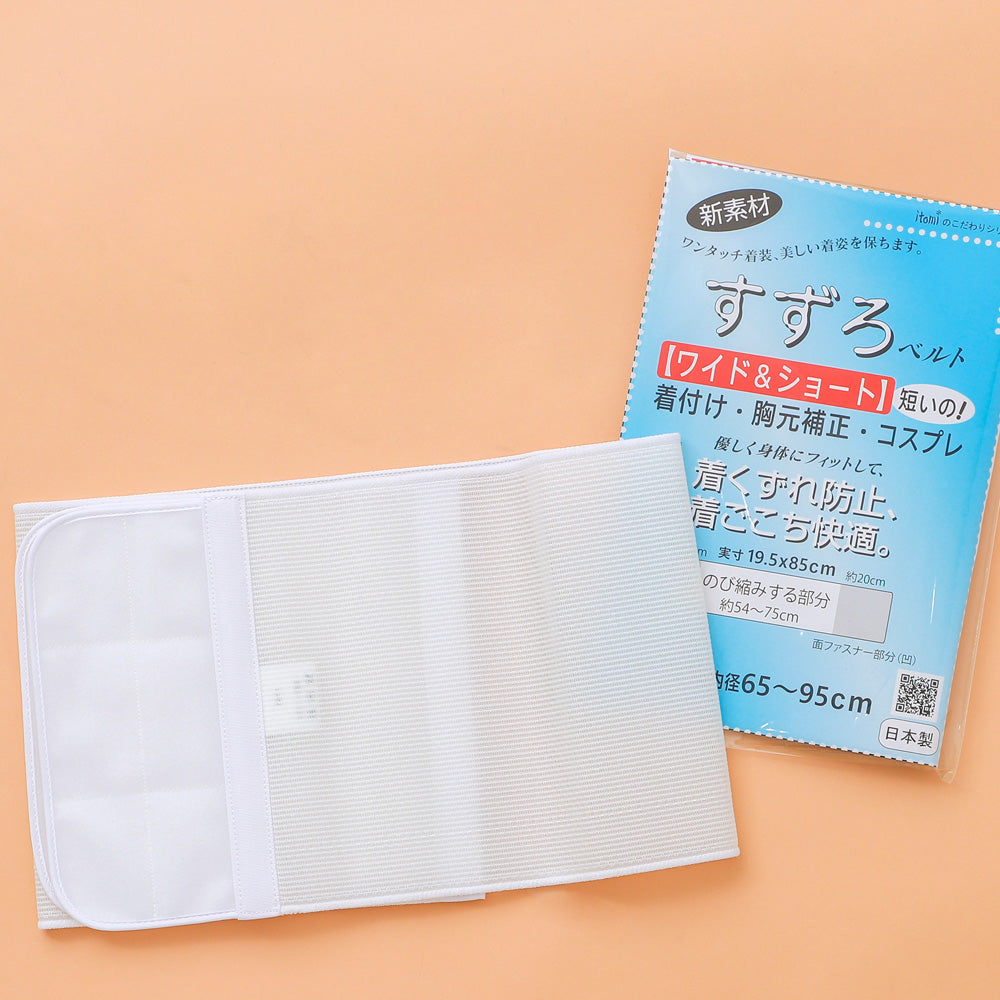 新素材
itomi®のこだわりシリ
ワンタッチ着装、美しい着姿を保ちます。
すずろベルト
【ワイド&ショート】短いの!
着付け・胸元補正・コスプレ
優しく身体にフィットして、
着くずれ防止、
着ごこち快適。
実寸 19.5x85cm 約20cm
のび縮みする部分
約54〜75cm
面ファスナー部分(凹)
内径65〜95cm
日本製